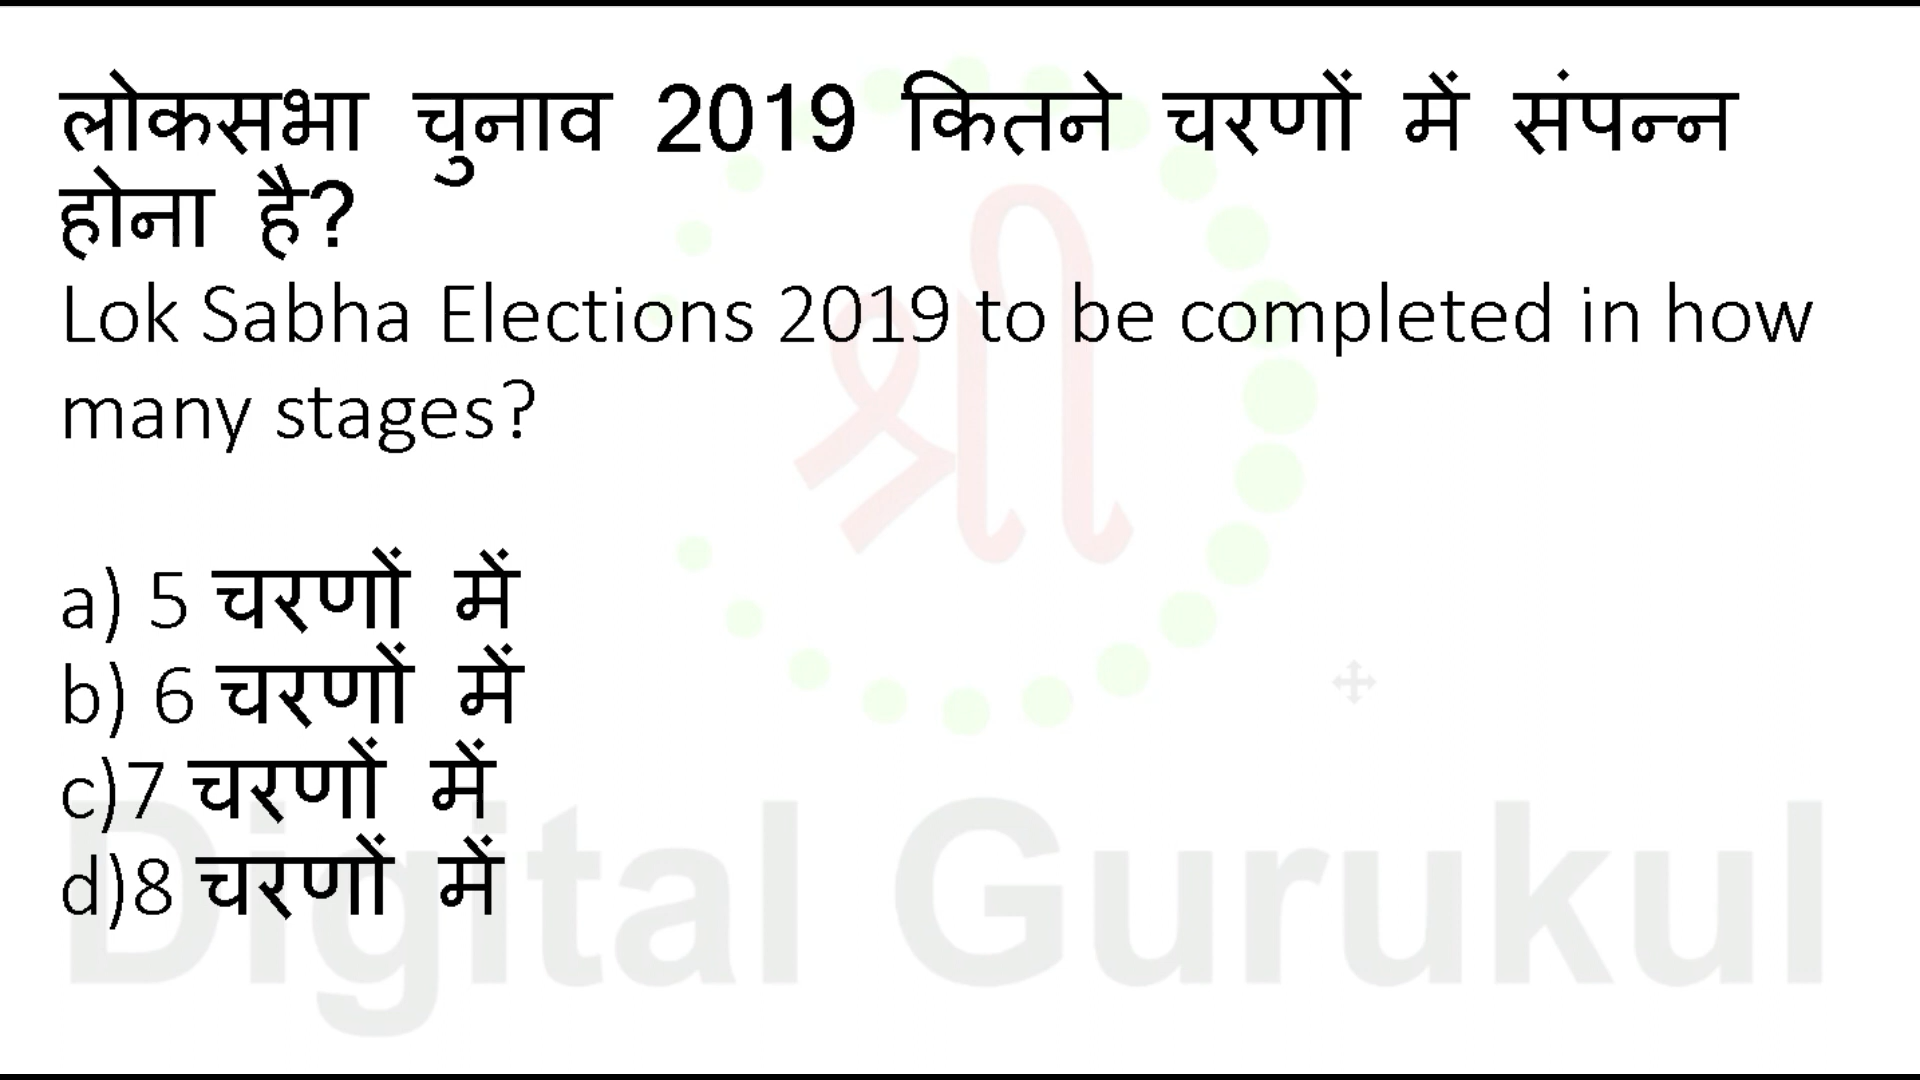 लोकसभा चुनाव 2019 कितने चरणों में संपन्न
होना है?
Lok Sabha Elections 2019 to be completed in how
many stages?
a) 5 चरणों में
b) 6 चरणों में
c)7 चरणों में
d)8 चरणों में
श्री
Digital Gurukul